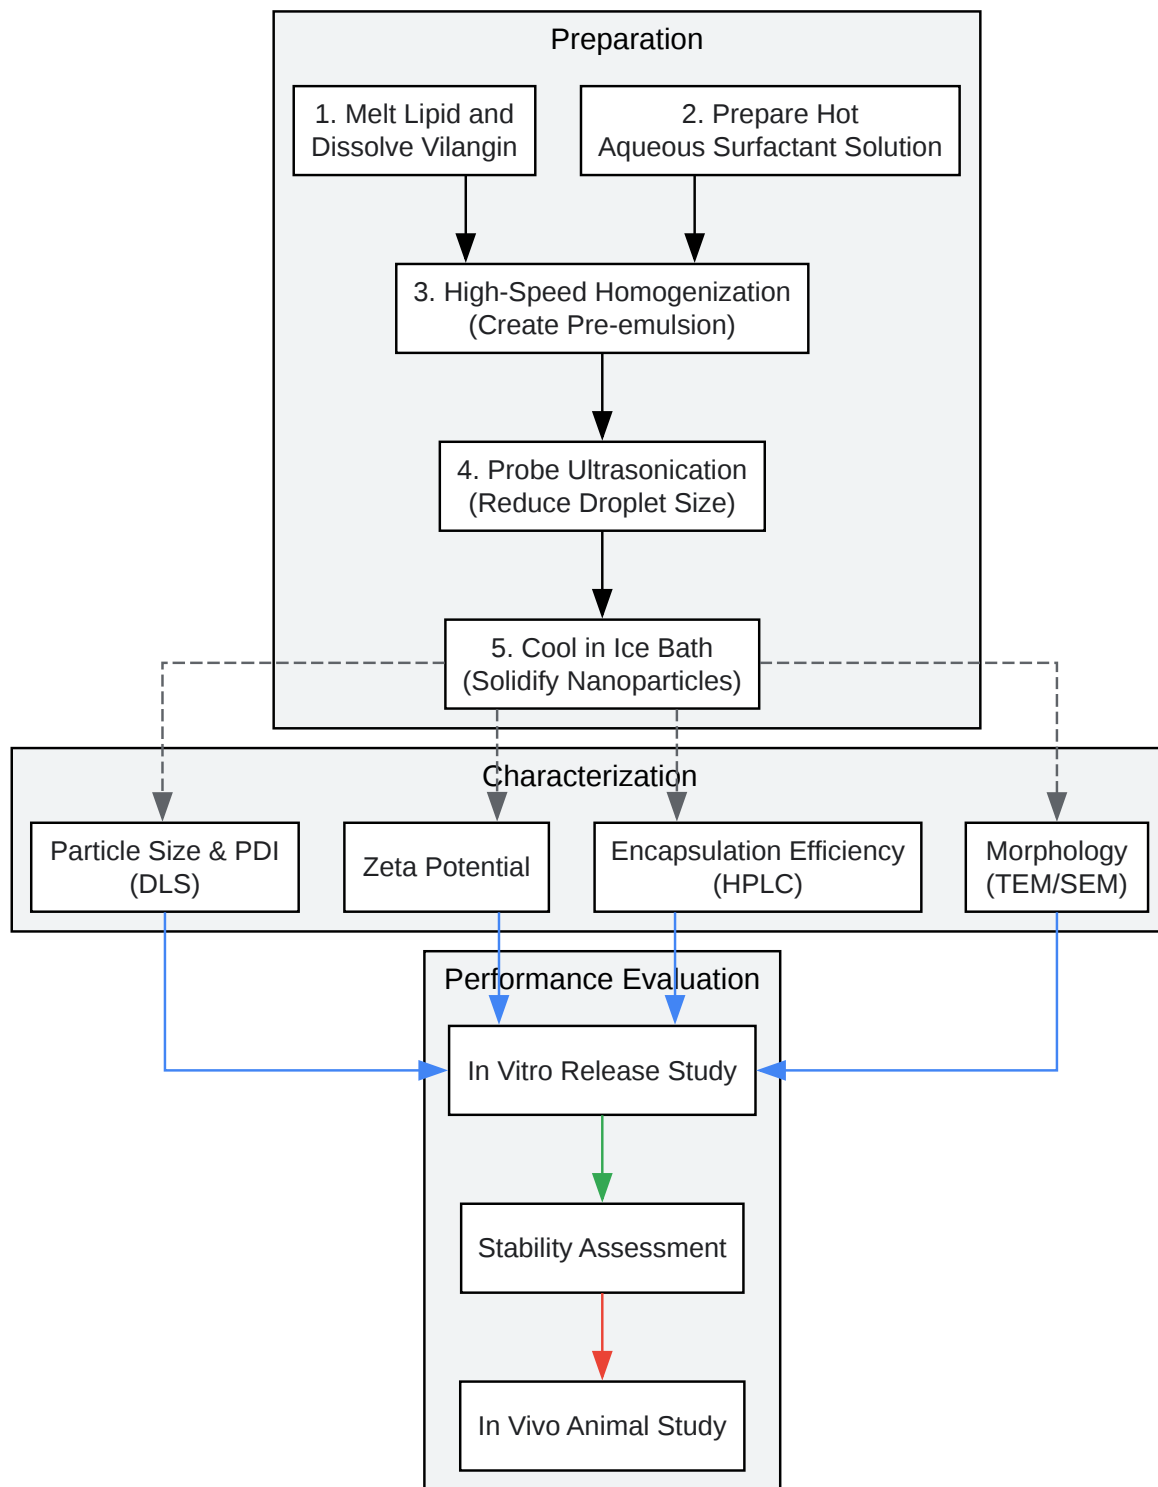 Preparation
1. Melt Lipid and
Dissolve Vilangin
2. Prepare Hot
Aqueous Surfactant Solution
3. High-Speed Homogenization
(Create Pre-emulsion)
4. Probe Ultrasonication
(Reduce Droplet Size)
5. Cool in Ice Bath
(Solidify Nanoparticles)
Characterization
Particle Size & PDI
(DLS)
Zeta Potential
Encapsulation Efficiency
(HPLC)
Morphology
(TEM/SEM)
Performance Evaluation
In Vitro Release Study
Stability Assessment
In Vivo Animal Study